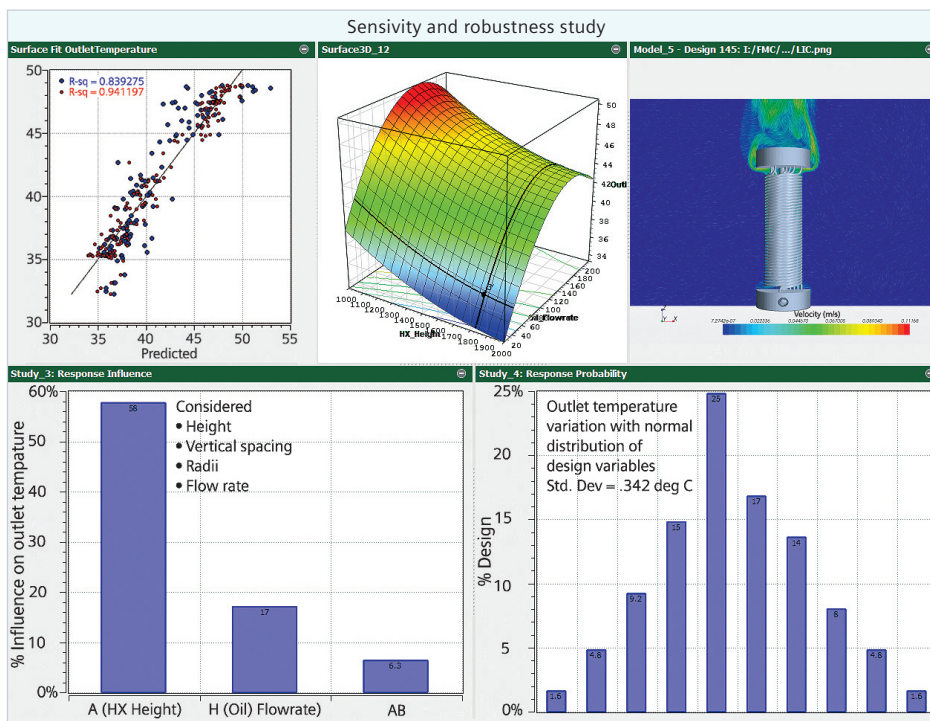 Sensivity and robustness study
Surface Fit OutletTemperature
50
45
40
35
30
R-sq = 0.839275
R-sq = 0.941197
30 35 40 45 50 55
Predicted
Surface3D_12
50
48
46
44
42
40
38
36
34
200
180
160
140
120
100
80
60
40
20
1000
1100
1200
1300
1400
1500
1600
1700
1800
1900
2000
HX_Height
Model_5 - Design 145: I:/FMC/.../LIC.png
Velocity (m/s)
Study_3: Response Influence
% Influence on outlet tempature
60%
50
40
30
20
10
0%
58
17
6.3
Considered
• Height
• Vertical spacing
• Radii
• Flow rate
A (HX Height) H (Oil) Flowrate) AB
Study_4: Response Probability
% Design
25%
20
15
10
5
0%
Outlet temperature
variation with normal
distribution of
design variables
Std. Dev = .342 deg C
1.6
4.8
9.2
15
25
17
14
8
4.8
1.6